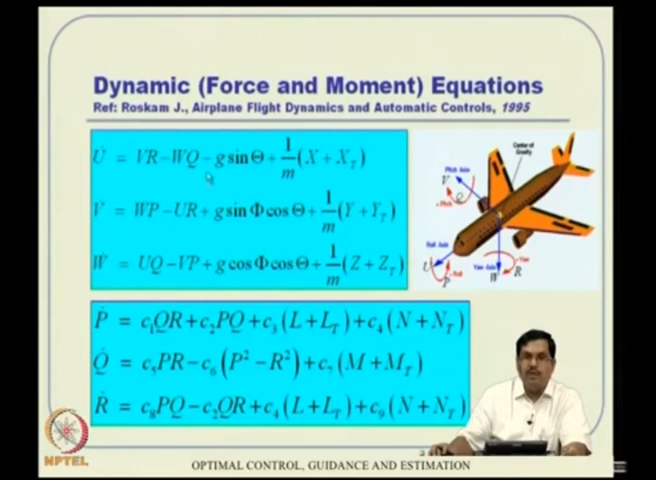 Dynamic (Force and Moment) Equations
Ref: Roskam J., Airplane Flight Dynamics and Automatic Controls, 1995
U̇ = VR − WQ − g sin Θ + 1/m (X + X_T)
V̇ = WP − UR + g sin Φ cos Θ + 1/m (Y + Y_T)
Ẇ = UQ − VP + g cos Φ cos Θ + 1/m (Z + Z_T)
Ṗ = c₁QR + c₂PQ + c₃(L + L_T) + c₄(N + N_T)
Q̇ = c₅PR − c₆(P² − R²) + c₇(M + M_T)
Ṙ = c₈PQ − c₂QR + c₄(L + L_T) + c₉(N + N_T)
Center of
Gravity
Pitch Axis
V
Q
+Pitch
Roll Axis
U
+Roll
P
Yaw Axis
W
+Yaw
R
NPTEL
OPTIMAL CONTROL, GUIDANCE AND ESTIMATION